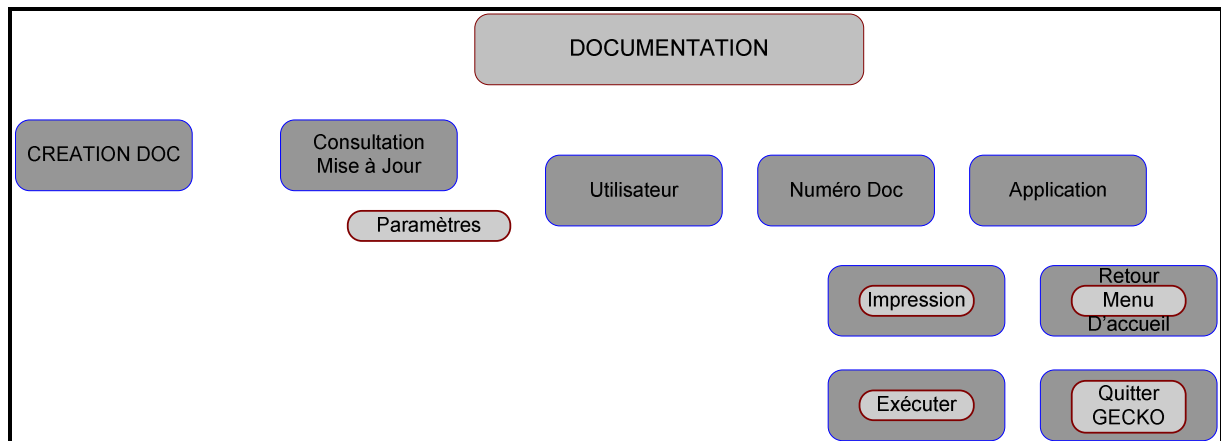 DOCUMENTATION
CREATION DOC
Consultation
Mise à Jour
Utilisateur
Numéro Doc
Application
Paramètres
Impression
Retour
Menu
D'accueil
Exécuter
Quitter
GECKO